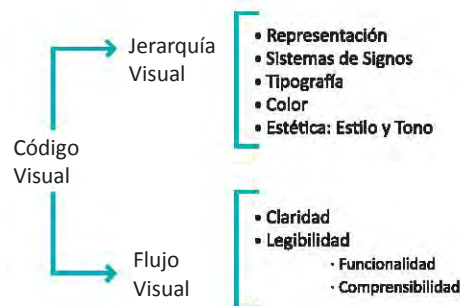 Código
Visual
Jerarquía
Visual
• Representación
• Sistemas de Signos
• Tipografía
• Color
• Estética: Estilo y Tono
Flujo
Visual
• Claridad
• Legibilidad
· Funcionalidad
· Comprensibilidad